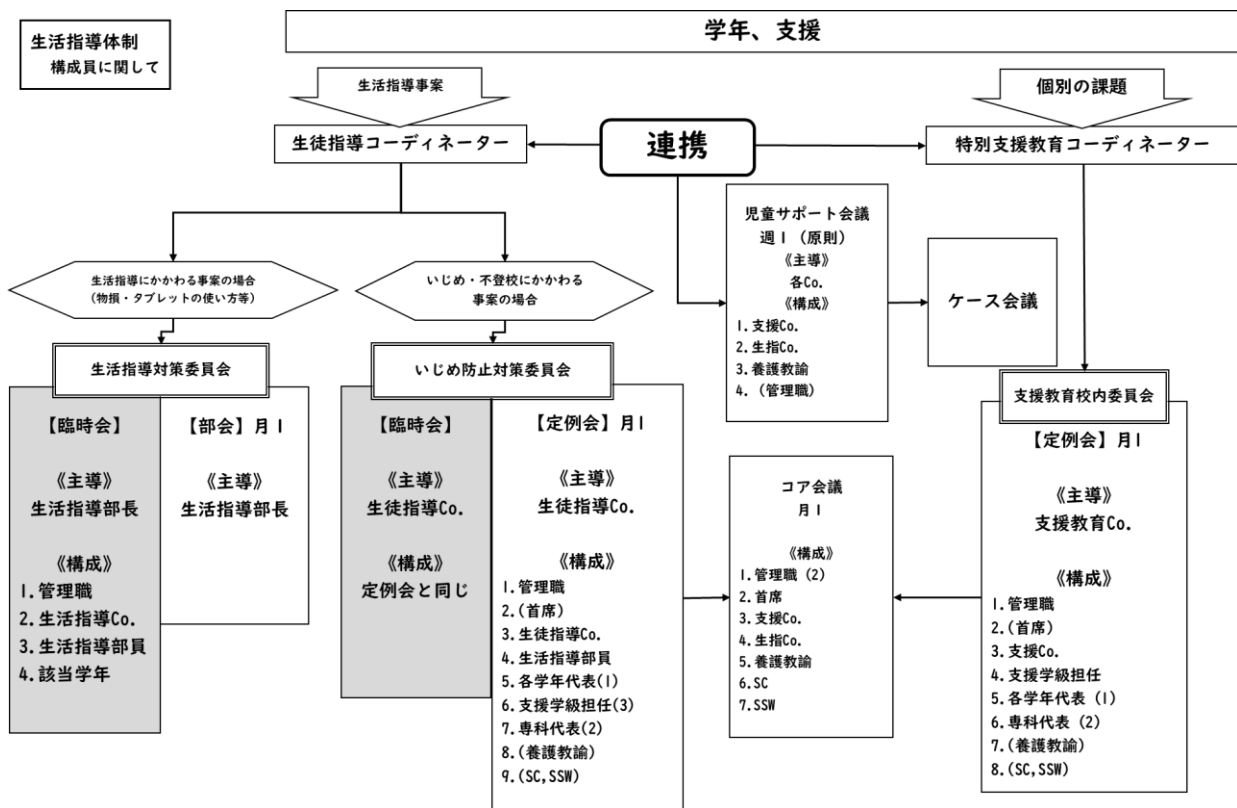 生活指導体制
構成員に関して
学年、支援
生活指導事案
個別の課題
生徒指導コーディネーター
連携
特別支援教育コーディネーター
児童サポート会議
週1（原則）
《主導》
各Co.
《構成》
1.支援Co.
2.生指Co.
3.養護教諭
4.（管理職）
ケース会議
生活指導にかかわる事案の場合
（物損・タブレットの使い方等）
いじめ・不登校にかかわる
事案の場合
生活指導対策委員会
【臨時会】
《主導》
生活指導部長
《構成》
1.管理職
2.生活指導Co.
3.生活指導部員
4.該当学年
【部会】月1
《主導》
生活指導部長
いじめ防止対策委員会
【臨時会】
《主導》
生徒指導Co.
《構成》
定例会と同じ
【定例会】月1
《主導》
生徒指導Co.
《構成》
1.管理職
2.(首席)
3.生徒指導Co.
4.生活指導部員
5.各学年代表(1)
6.支援学級担任(3)
7.専科代表(2)
8.(養護教諭)
9.(SC,SSW)
コア会議
月1
《構成》
1.管理職（2）
2.首席
3.支援Co.
4.生指Co.
5.養護教諭
6.SC
7.SSW
支援教育校内委員会
【定例会】月1
《主導》
支援教育Co.
《構成》
1.管理職
2.(首席)
3.支援Co.
4.支援学級担任
5.各学年代表（1）
6.専科代表（2）
7.(養護教諭)
8.(SC,SSW)